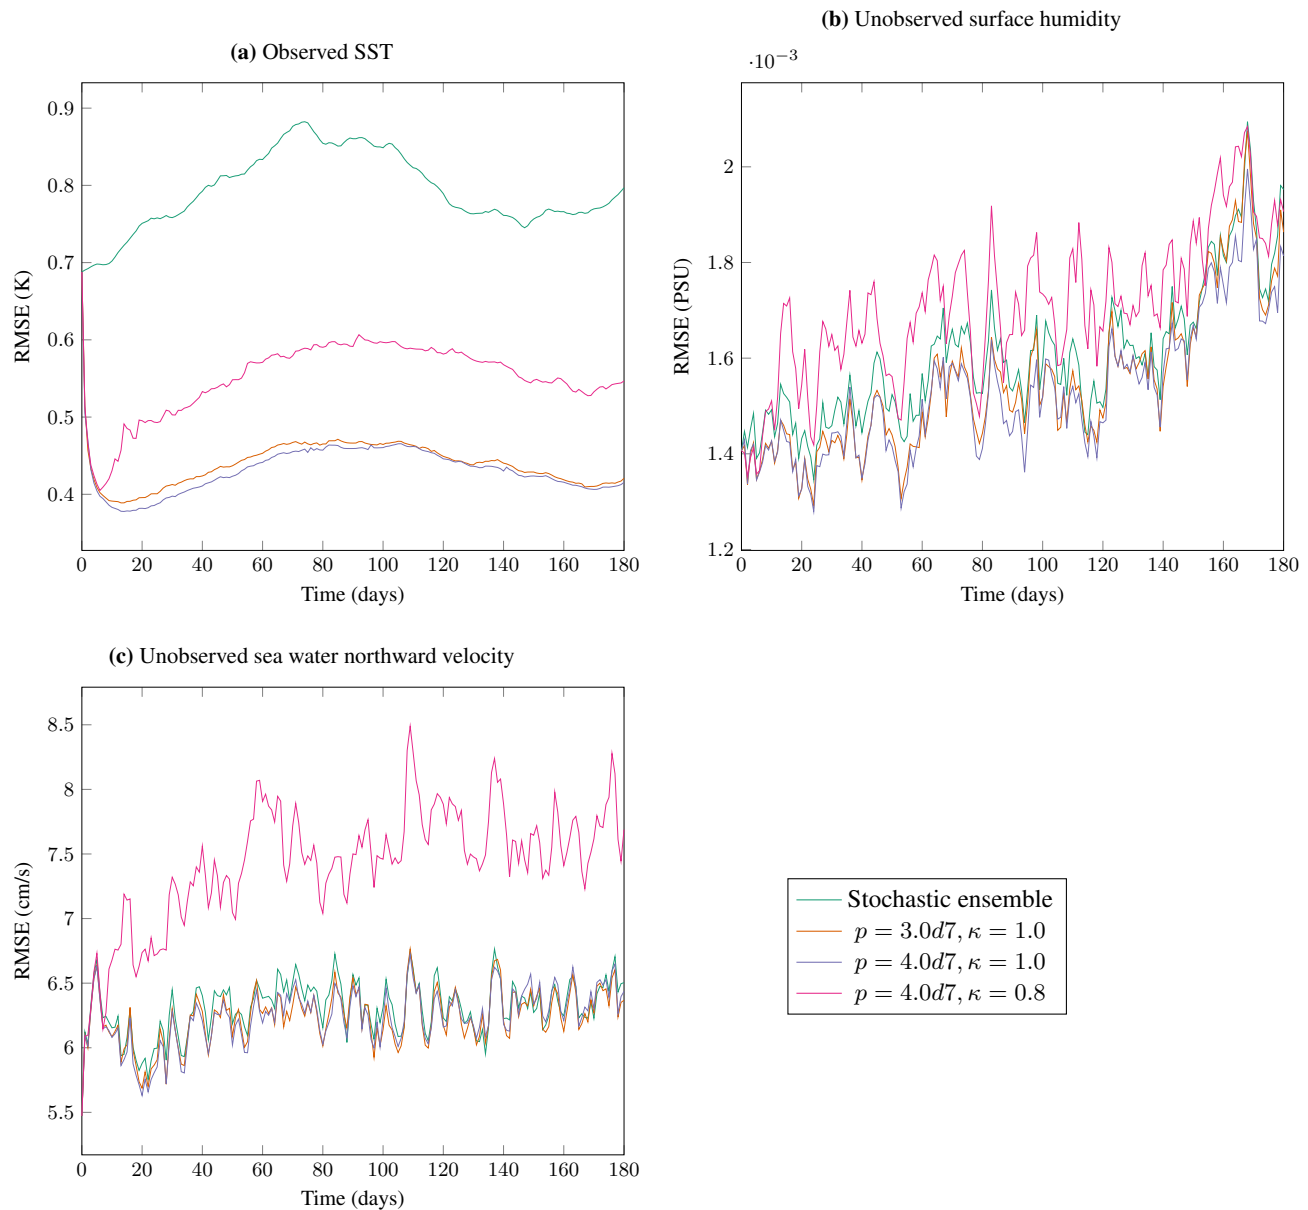 (a) Observed SST
0.9
0.8
0.7
0.6
0.5
0.4
RMSE (K)
0 20 40 60 80 100 120 140 160 180
Time (days)
(b) Unobserved surface humidity
·10⁻³
2
1.8
1.6
1.4
1.2
RMSE (PSU)
0 20 40 60 80 100 120 140 160 180
Time (days)
(c) Unobserved sea water northward velocity
8.5
8
7.5
7
6.5
6
5.5
RMSE (cm/s)
0 20 40 60 80 100 120 140 160 180
Time (days)
Stochastic ensemble
p = 3.0d7, κ = 1.0
p = 4.0d7, κ = 1.0
p = 4.0d7, κ = 0.8